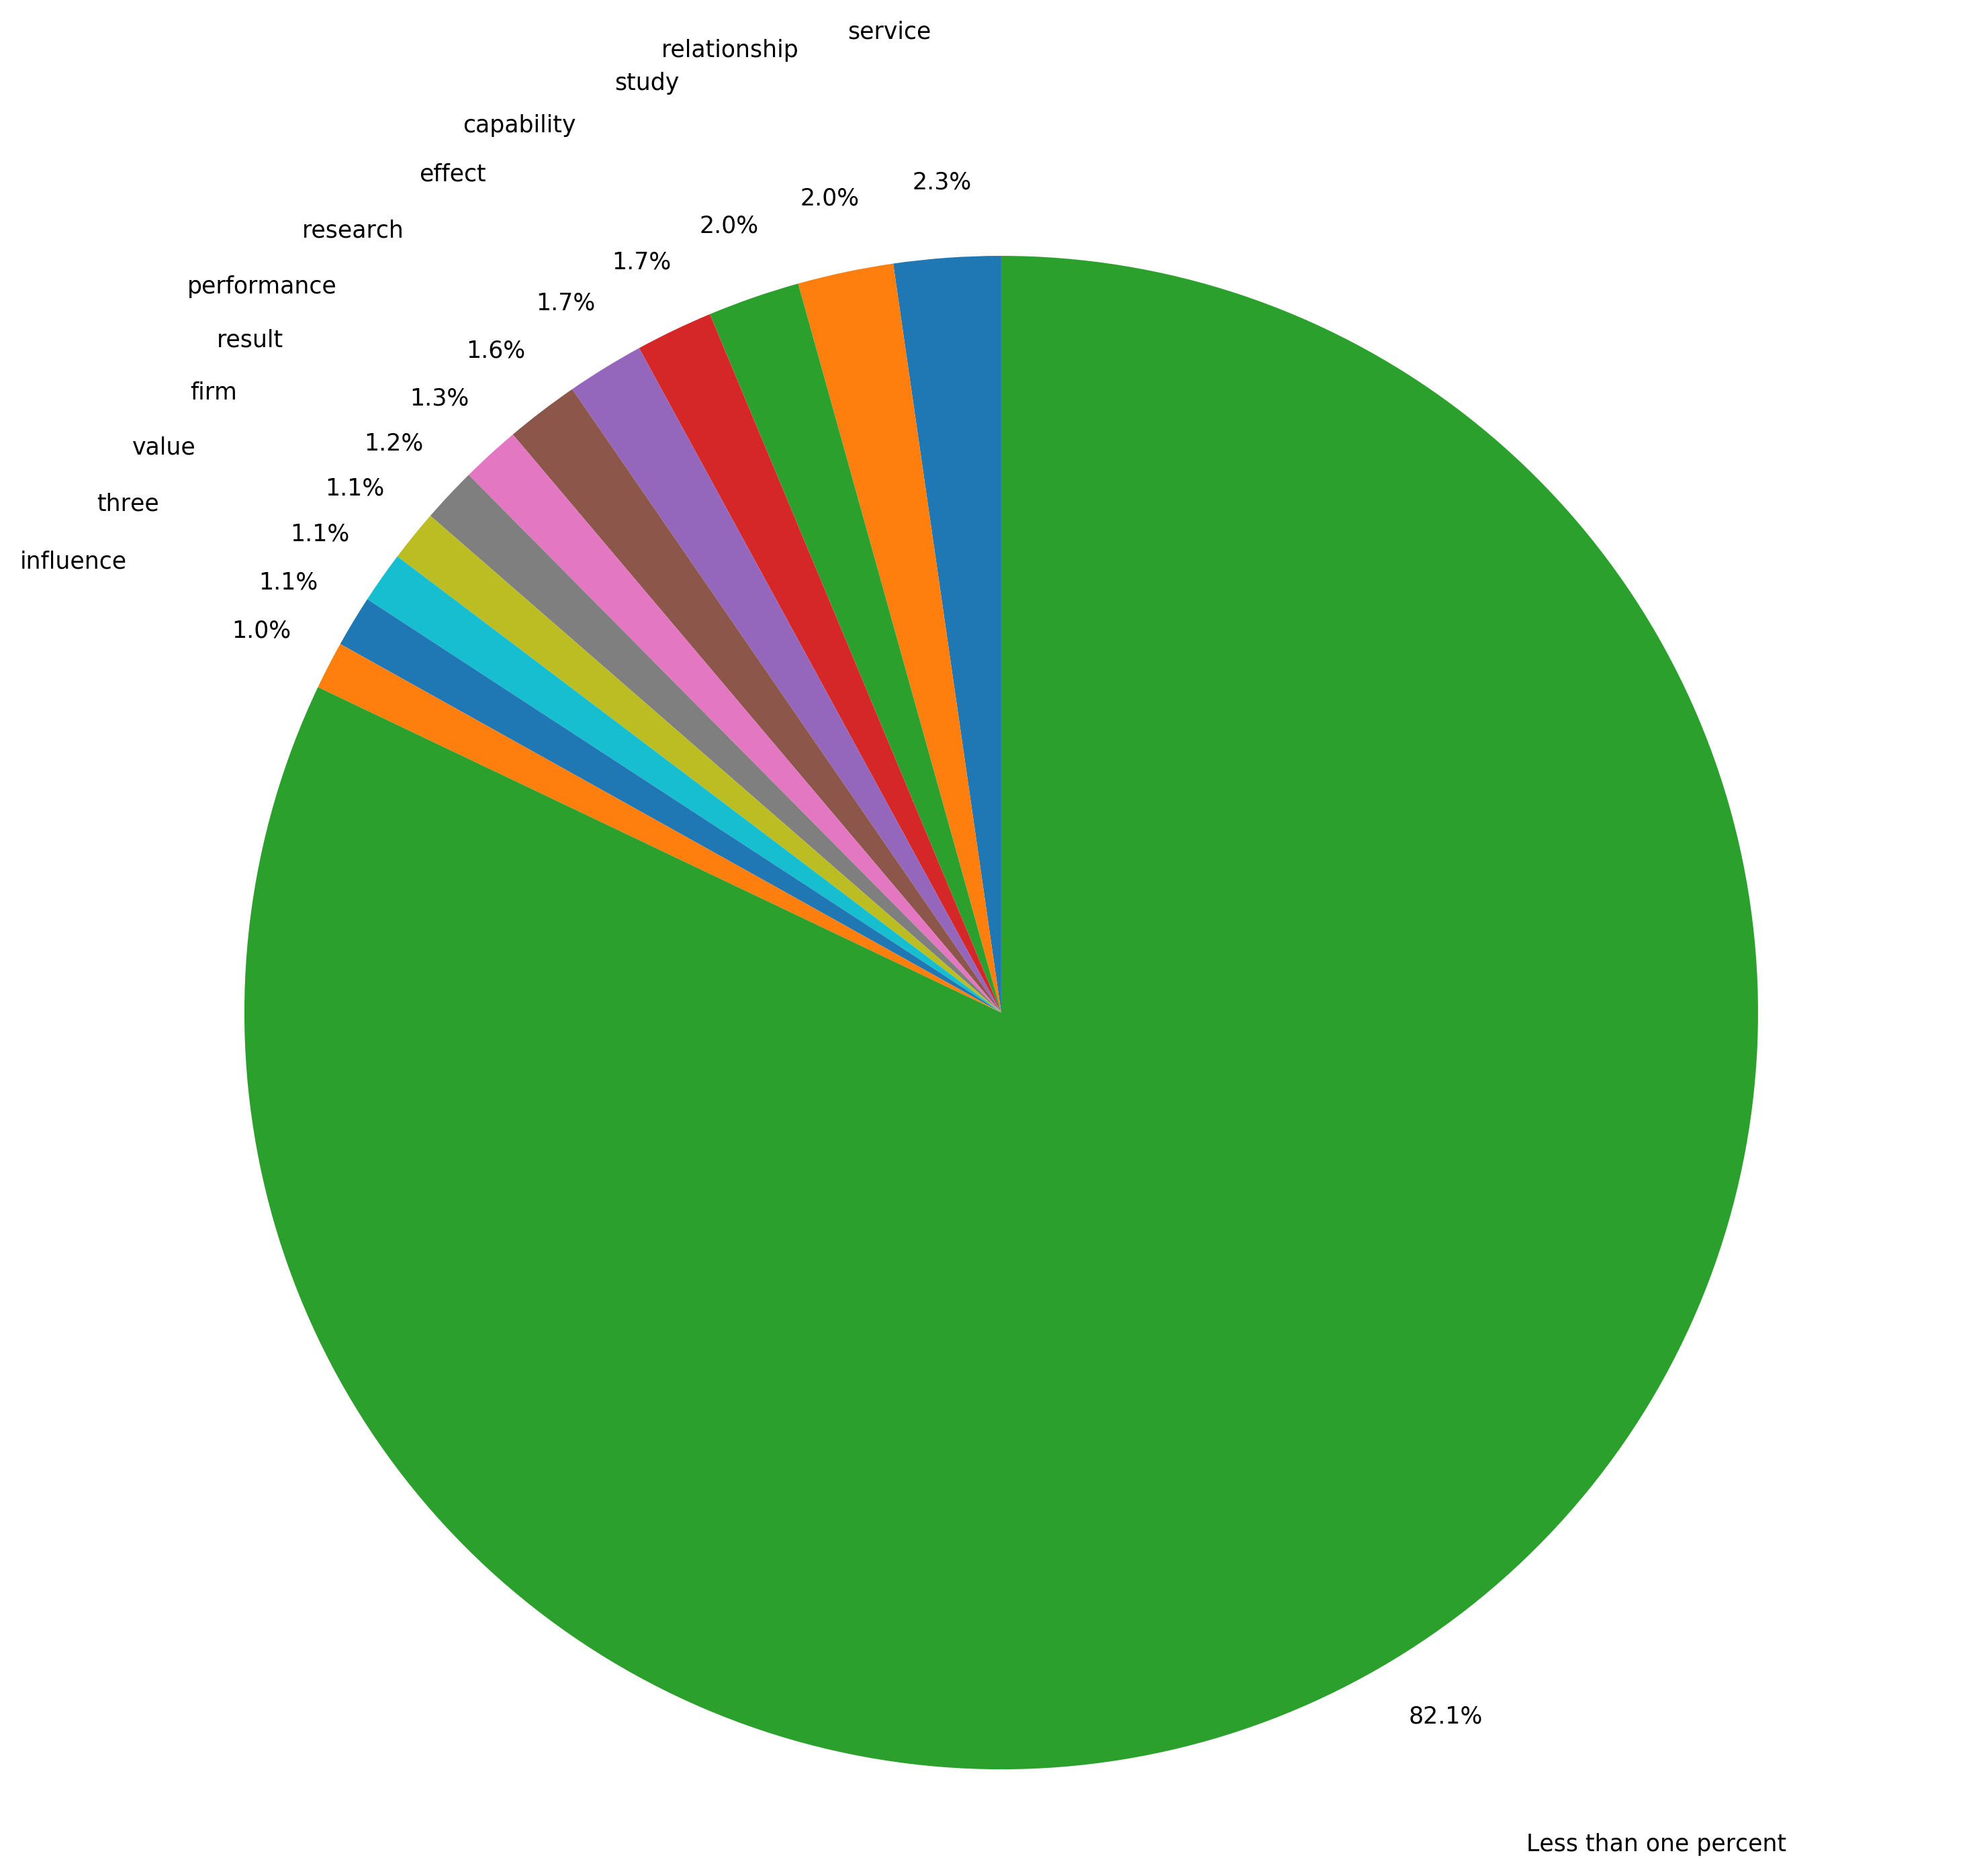 service
relationship
study
capability
effect
research
performance
result
firm
value
three
influence
2.3%
2.0%
2.0%
1.7%
1.7%
1.6%
1.3%
1.2%
1.1%
1.1%
1.1%
1.0%
82.1%
Less than one percent